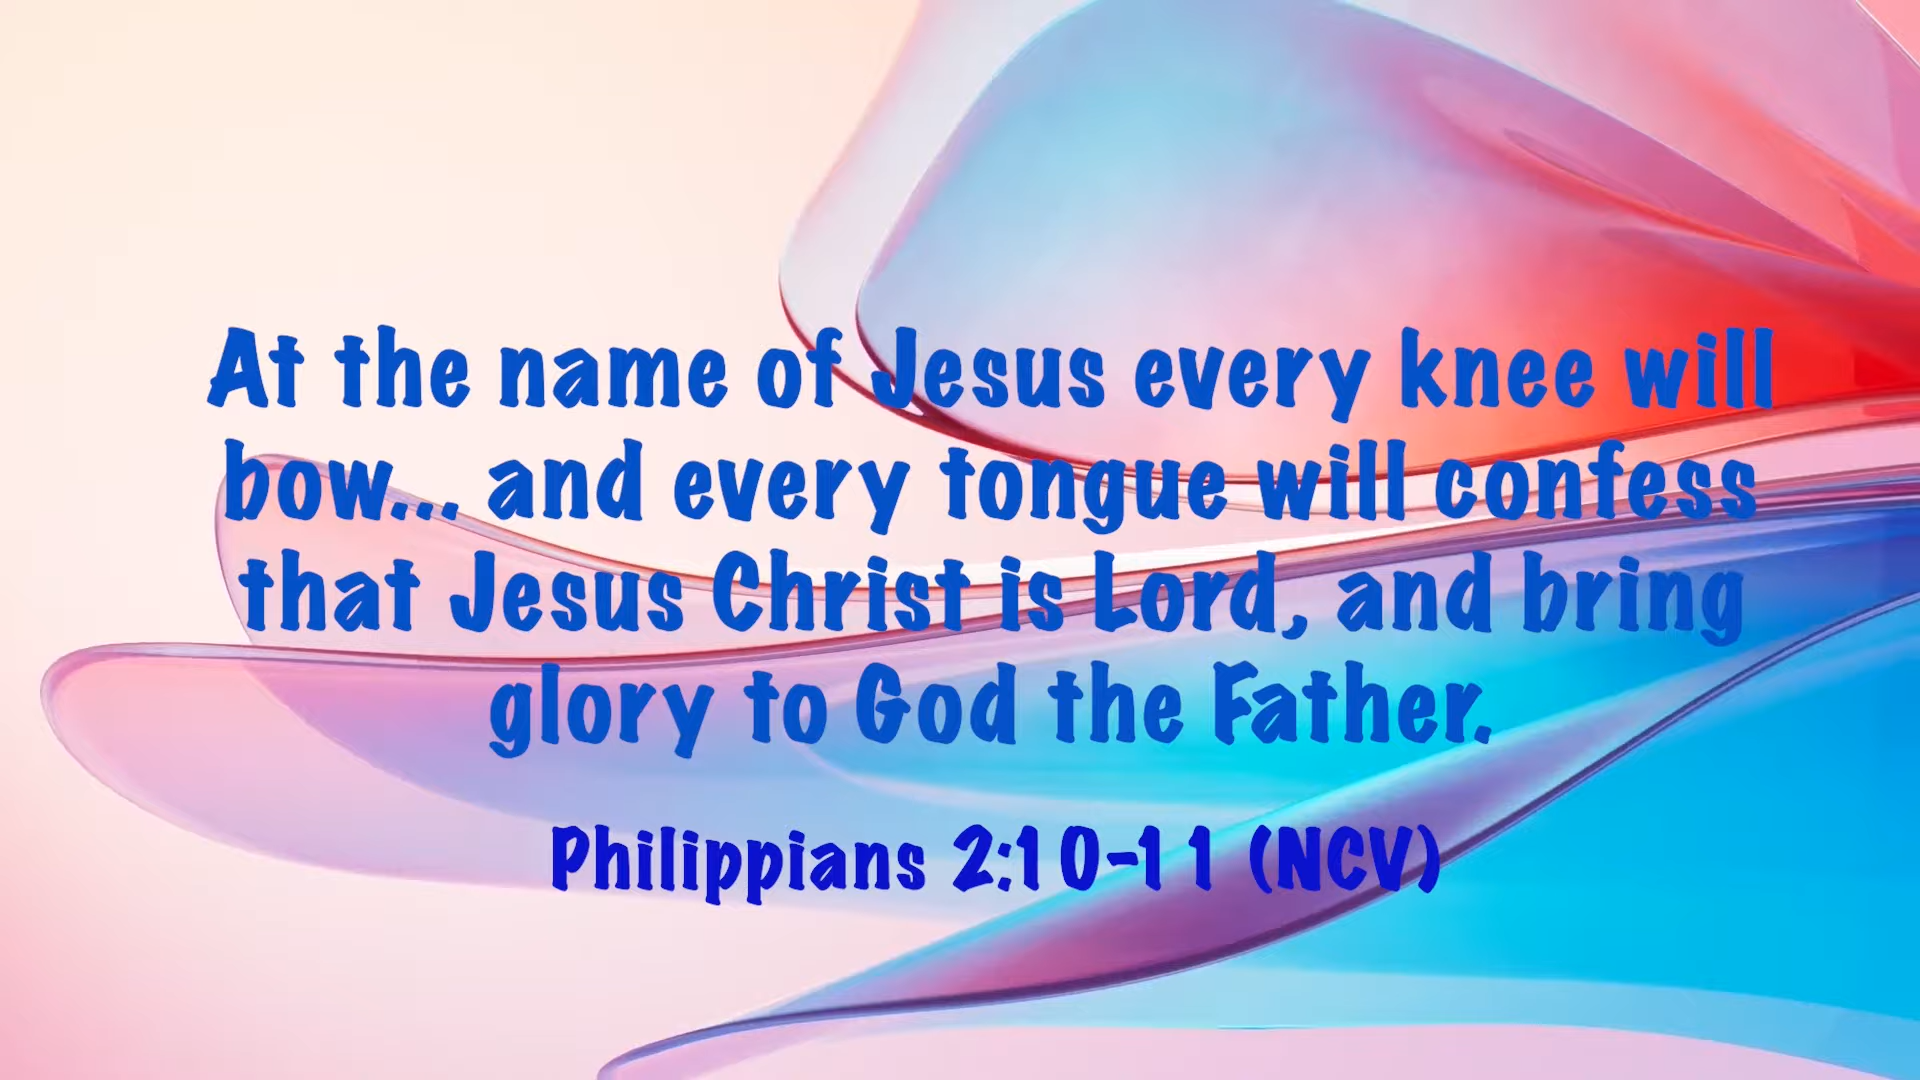 At the name of Jesus every knee will
bow... and every tongue will confess
that Jesus Christ is Lord, and bring
glory to God the Father.
Philippians 2:10-11 (NCV)